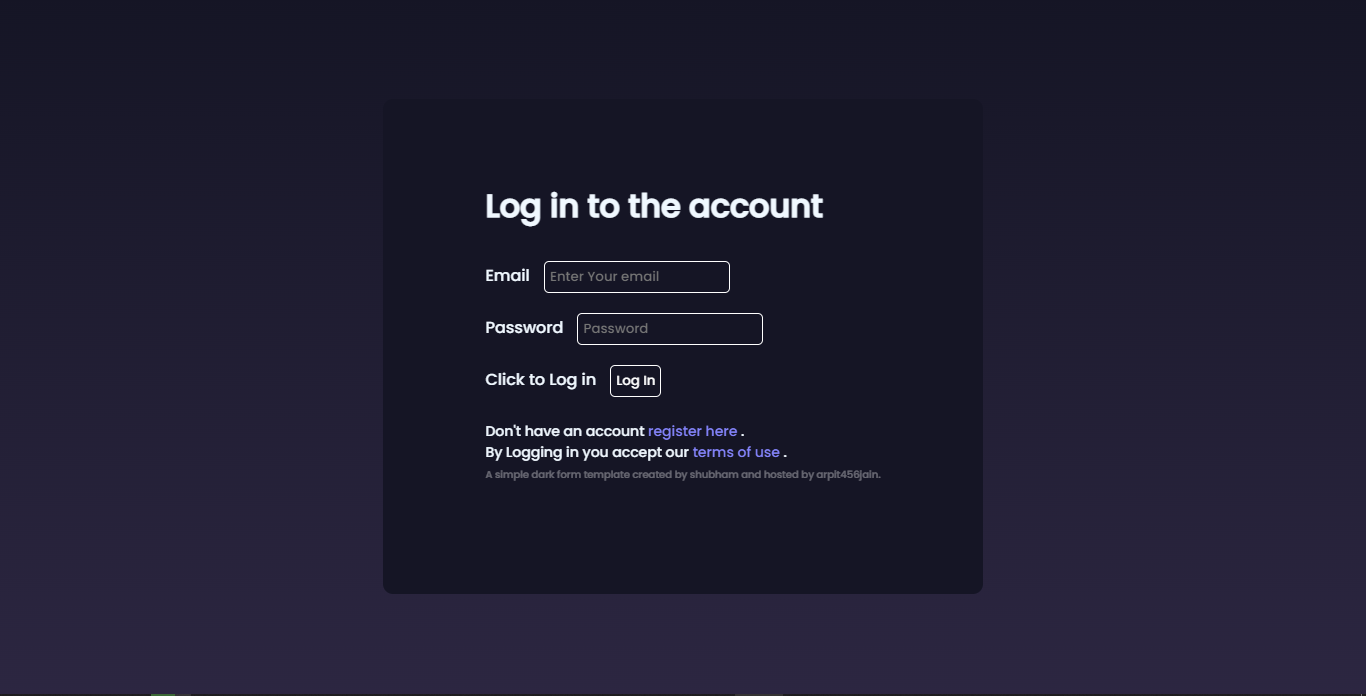 Log in to the account
Email Enter Your email
Password Password
Click to Log in Log In
Don't have an account register here .
By Logging in you accept our terms of use .
A simple dark form template created by shubham and hosted by arpit456jain.